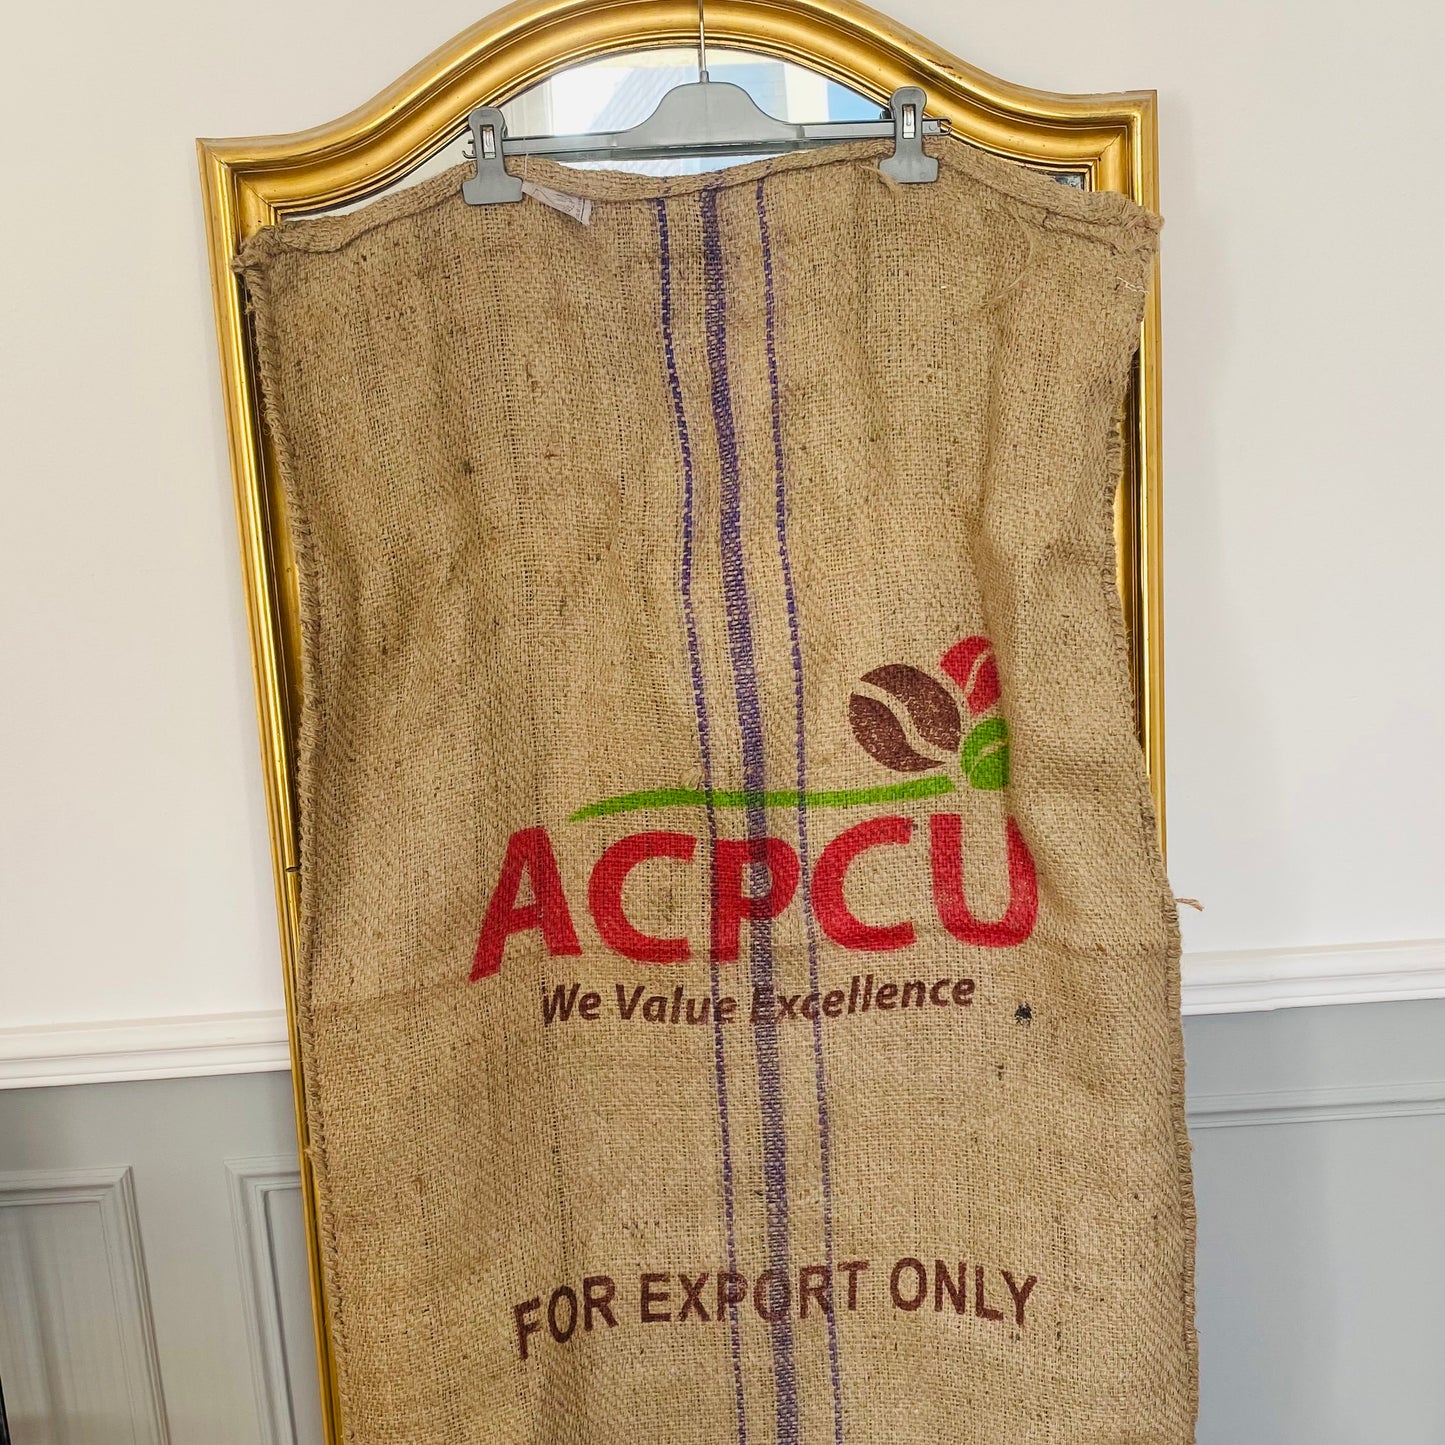 ACPCU
We Value Excellence
FOR EXPORT ONLY